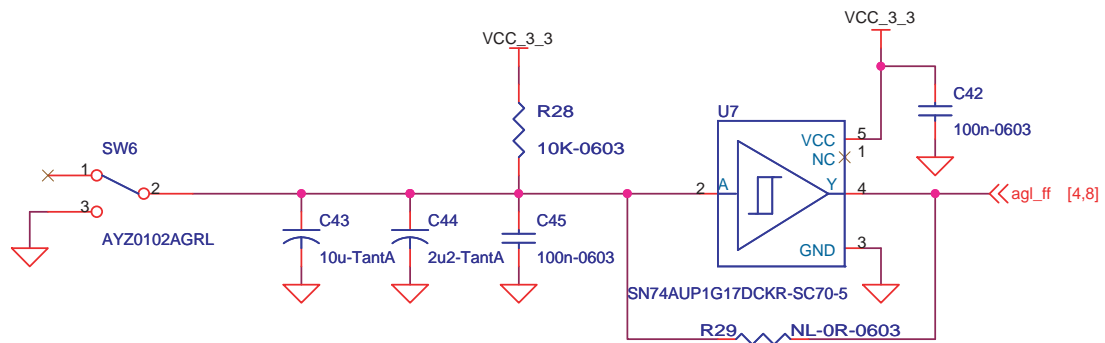 VCC_3_3
VCC_3_3
R28
10K-0603
U7
C42
100n-0603
VCC
5
NC
1
SW6
1
2
3
AYZ0102AGRL
2
A
Y
4
agl_ff [4,8]
C43
10u-TantA
C44
2u2-TantA
C45
100n-0603
GND
3
SN74AUP1G17DCKR-SC70-5
R29
NL-0R-0603